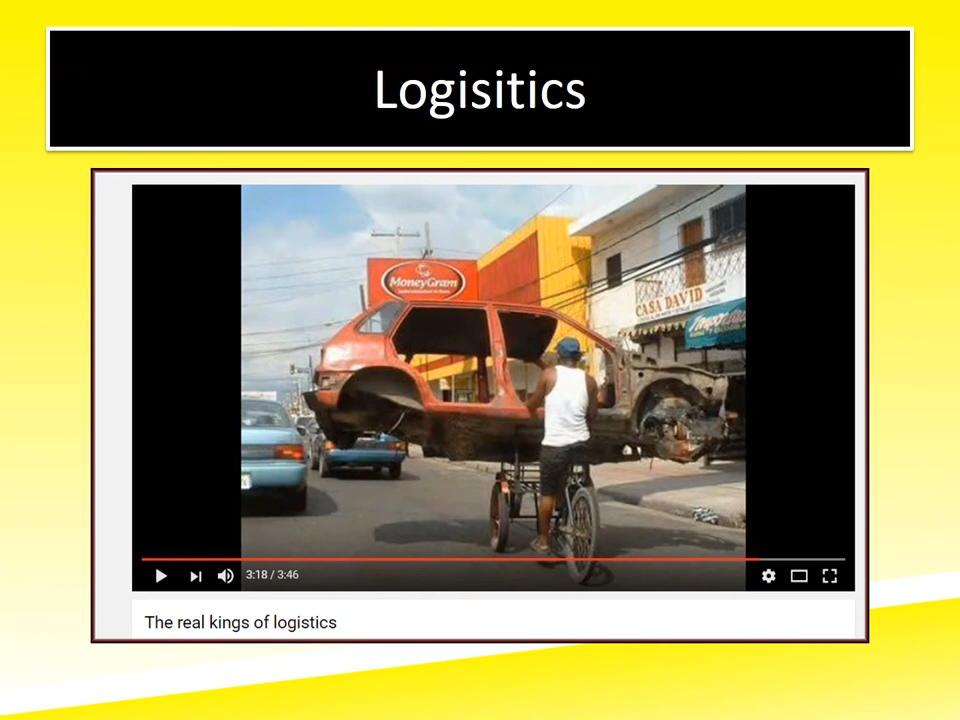 Logisitics
MoneyGram
CASA DAVID
3:18 / 3:46
The real kings of logistics